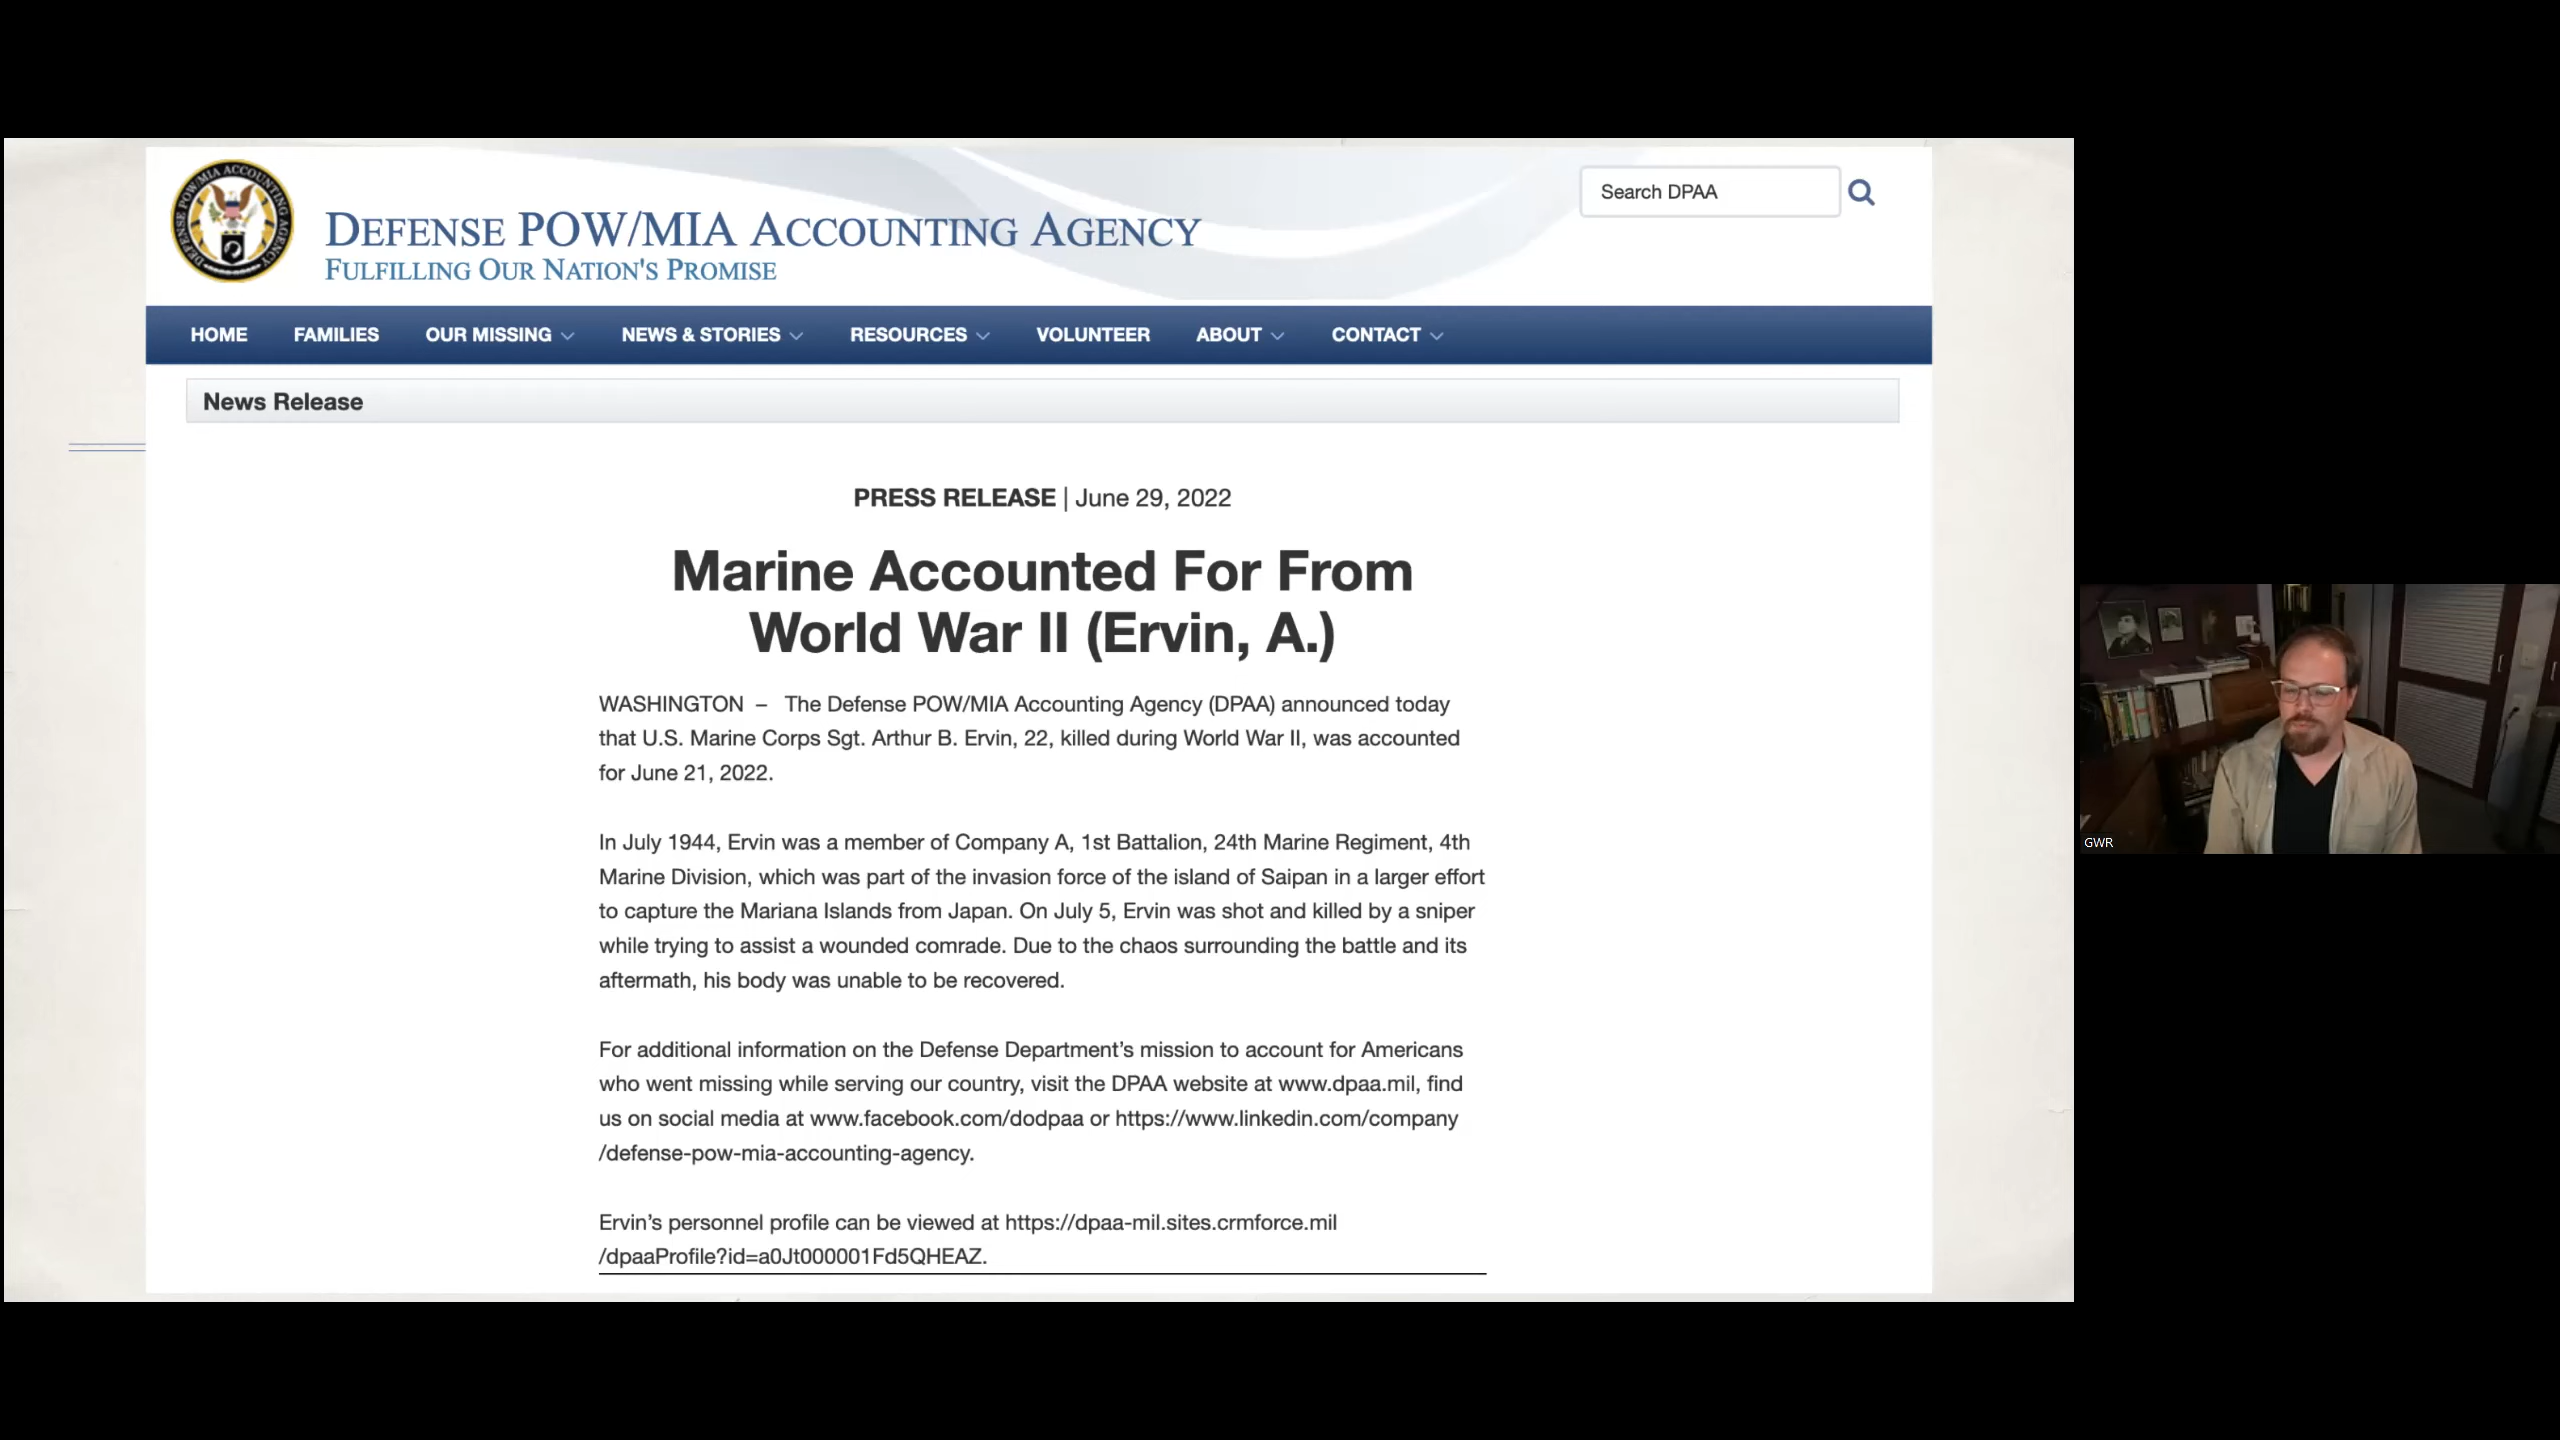 DEFENSE POW/MIA ACCOUNTING AGENCY
DEFENSE POW/MIA ACCOUNTING AGENCY
FULFILLING OUR NATION'S PROMISE
Search DPAA
HOME FAMILIES OUR MISSING NEWS & STORIES RESOURCES VOLUNTEER ABOUT CONTACT
News Release
PRESS RELEASE | June 29, 2022
Marine Accounted For From
World War II (Ervin, A.)
WASHINGTON – The Defense POW/MIA Accounting Agency (DPAA) announced today
that U.S. Marine Corps Sgt. Arthur B. Ervin, 22, killed during World War II, was accounted
for June 21, 2022.
In July 1944, Ervin was a member of Company A, 1st Battalion, 24th Marine Regiment, 4th
Marine Division, which was part of the invasion force of the island of Saipan in a larger effort
to capture the Mariana Islands from Japan. On July 5, Ervin was shot and killed by a sniper
while trying to assist a wounded comrade. Due to the chaos surrounding the battle and its
aftermath, his body was unable to be recovered.
For additional information on the Defense Department’s mission to account for Americans
who went missing while serving our country, visit the DPAA website at www.dpaa.mil, find
us on social media at www.facebook.com/dodpaa or https://www.linkedin.com/company
/defense-pow-mia-accounting-agency.
Ervin’s personnel profile can be viewed at https://dpaa-mil.sites.crmforce.mil
/dpaaProfile?id=a0Jt000001Fd5QHEAZ.
GWR